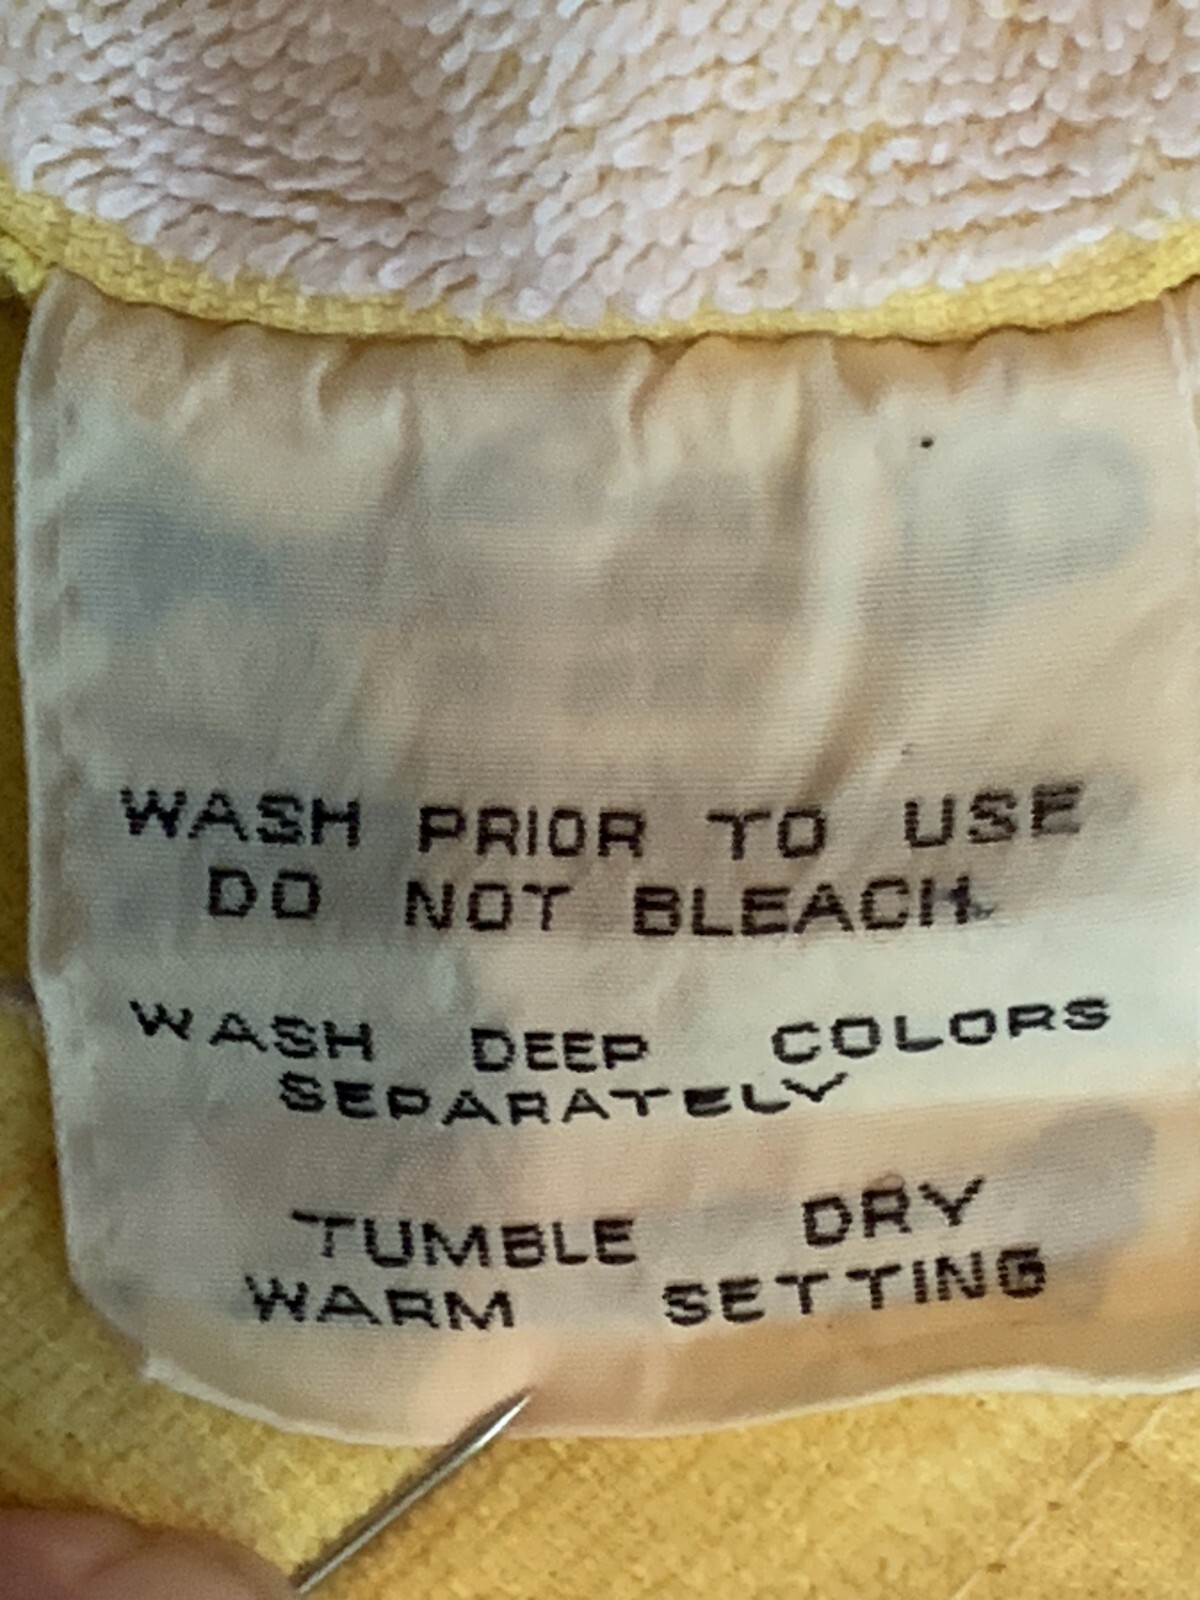 WASH PRIOR TO USE
DO NOT BLEACH
WASH DEEP COLORS
SEPARATELY
TUMBLE DRY
WARM SETTING